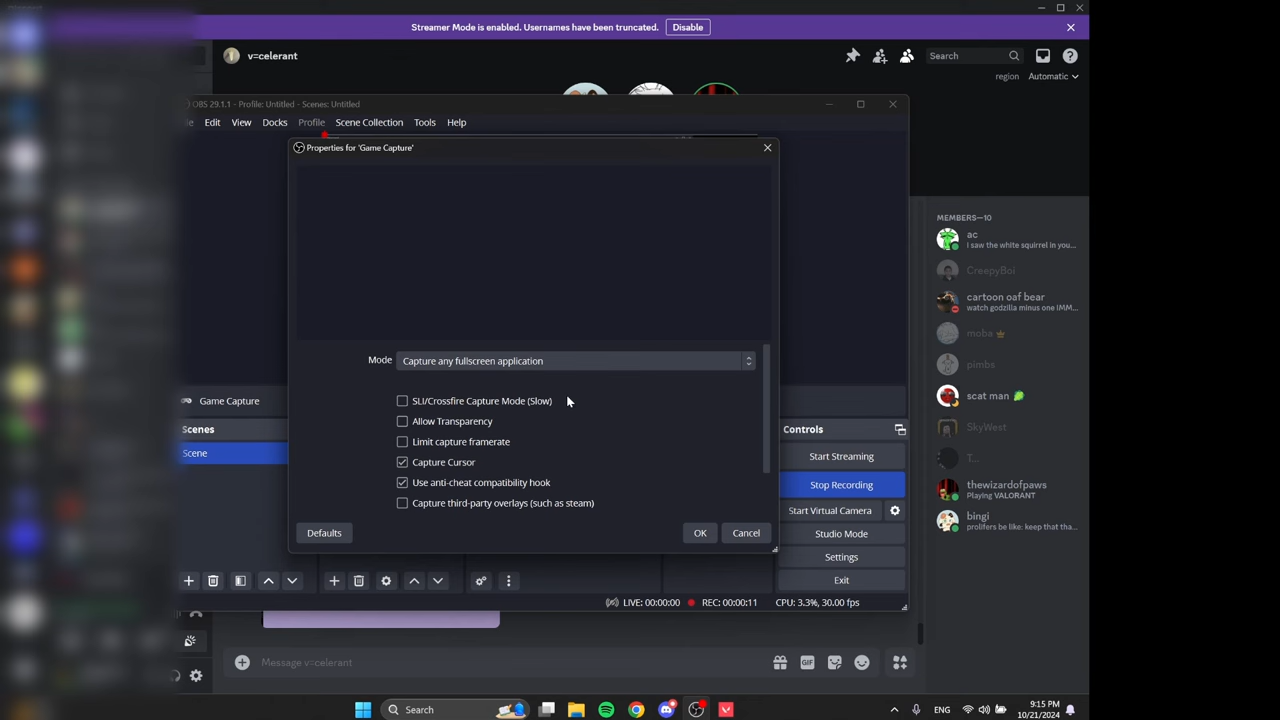 Streamer Mode is enabled. Usernames have been truncated.
Disable
v=celerant
Search
region
Automatic
OBS 29.1.1 - Profile: Untitled - Scenes: Untitled
Edit
View
Docks
Profile
Scene Collection
Tools
Help
Properties for 'Game Capture'
Mode
Capture any fullscreen application
SLI/Crossfire Capture Mode (Slow)
Allow Transparency
Limit capture framerate
Capture Cursor
Use anti-cheat compatibility hook
Capture third-party overlays (such as steam)
Defaults
OK
Cancel
Game Capture
Scenes
Scene
Controls
Start Streaming
Stop Recording
Start Virtual Camera
Studio Mode
Settings
Exit
LIVE: 00:00:00
REC: 00:00:11
CPU: 3.3%, 30.00 fps
MEMBERS—10
ac
I saw the white squirrel in you...
CreepyBoi
cartoon oaf bear
watch godzilla minus one IMM...
moba
pimbs
scat man
SkyWest
T...
thewizardofpaws
Playing VALORANT
bingi
prolifers be like: keep that tha...
Message v=celerant
GIF
Search
ENG
9:15 PM
10/21/2024